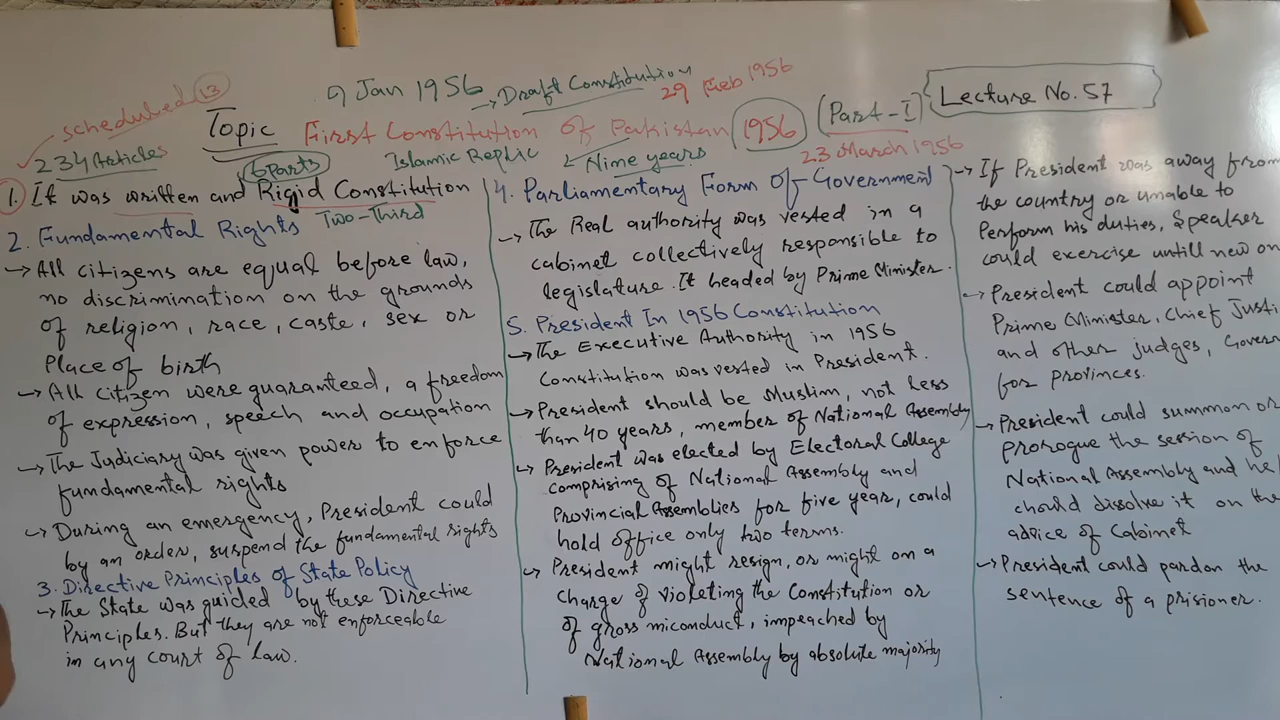 9 Jan 1956 → Draft Constitution
29 Feb 1956
Lecture No. 57
scheduled 13
Topic First Constitution Of Pakistan 1956 (Part-I)
234 Articles
6 Parts
Islamic Replic
Nime years
23 March 1956
1. It was written and Rigid Constitution
Two-Third
2. Fundamental Rights
→ All citizens are equal before law,
no discrimination on the grounds
of religion, race, caste, sex or
Place of birth
→ All citizen were guaranteed, a freedom
of expression, speech and occupation
→ The Judiciary was given power to enforce
fundamental rights
→ During an emergency, President could
by an order, suspend the fundamental rights
3. Directive Principles of State Policy
→ The State was guided by these Directive
Principles. But they are not enforceable
in any court of law.
4. Parliamentary Form Of Government
→ The Real authority was vested in a
cabinet collectively responsible to
legislature. It headed by Prime Minister.
5. President In 1956 Constitution
→ The Executive Authority in 1956
Constitution was vested in President.
→ President should be Muslim, not less
than 40 years, member of National Assembly
→ President was elected by Electoral College
comprising of National Assembly and
Provincial Assemblies for five year, could
hold office only two terms.
→ President might resign, or might on a
charge of violeting the Constitution or
of gross miconduct, impeached by
National Assembly by absolute majority
→ If President was away from
the country or unable to
Perform his duties, Speaker
could exercise untill new on
→ President could appoint
Prime Minister, Chief Justi
and other judges, Govern
for provinces.
→ President could summon or
prorogue the session of
National Assembly and he
should dissolve it on the
advice of Cabinet
→ President could pardon the
sentence of a prisioner.